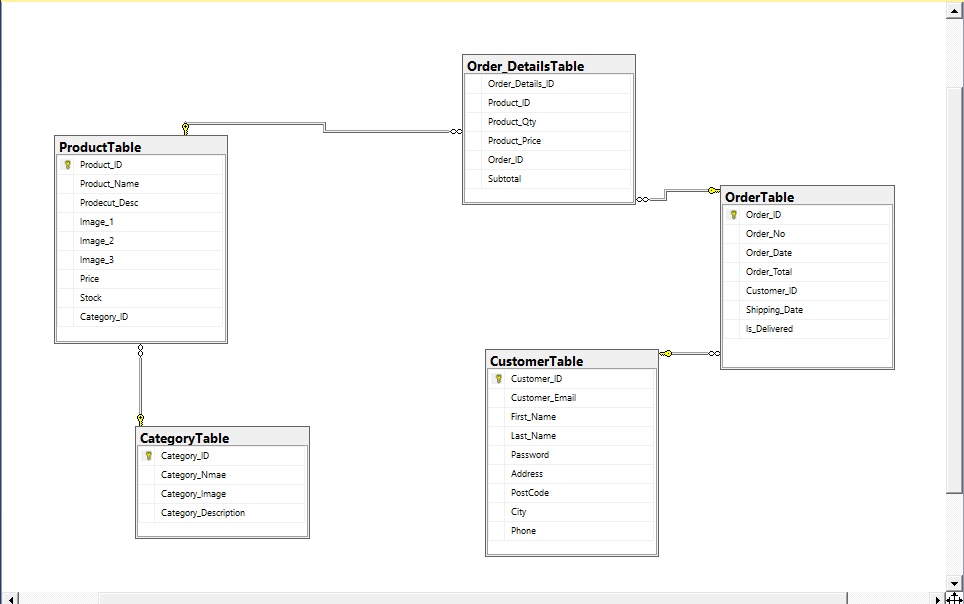 Order_DetailsTable
Order_Details_ID
Product_ID
Product_Qty
Product_Price
Order_ID
Subtotal
ProductTable
Product_ID
Product_Name
Prodecut_Desc
Image_1
Image_2
Image_3
Price
Stock
Category_ID
OrderTable
Order_ID
Order_No
Order_Date
Order_Total
Customer_ID
Shipping_Date
Is_Delivered
CustomerTable
Customer_ID
Customer_Email
First_Name
Last_Name
Password
Address
PostCode
City
Phone
CategoryTable
Category_ID
Category_Nmae
Category_Image
Category_Description